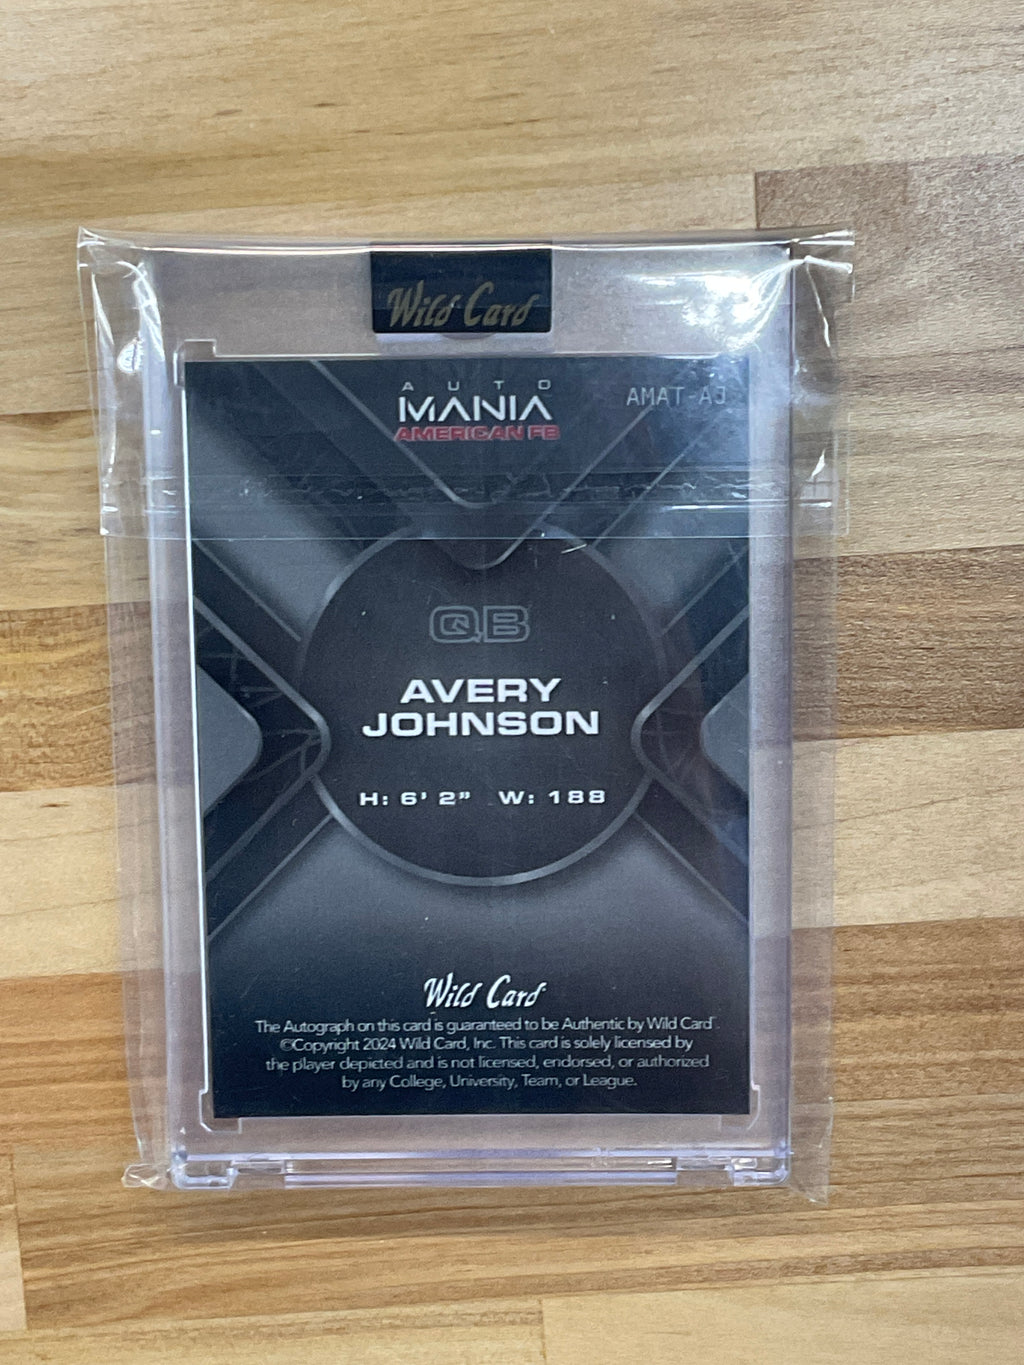 Wild Card
AUTO
MANIA
AMERICAN FB
AMAT-AJ
QB
AVERY
JOHNSON
H: 6' 2" W: 188
Wild Card
The Autograph on this card is guaranteed to be Authentic by Wild Card.
©Copyright 2024 Wild Card, Inc. This card is solely licensed by
the player depicted and is not licensed, endorsed, or authorized
by any College, University, Team, or League.